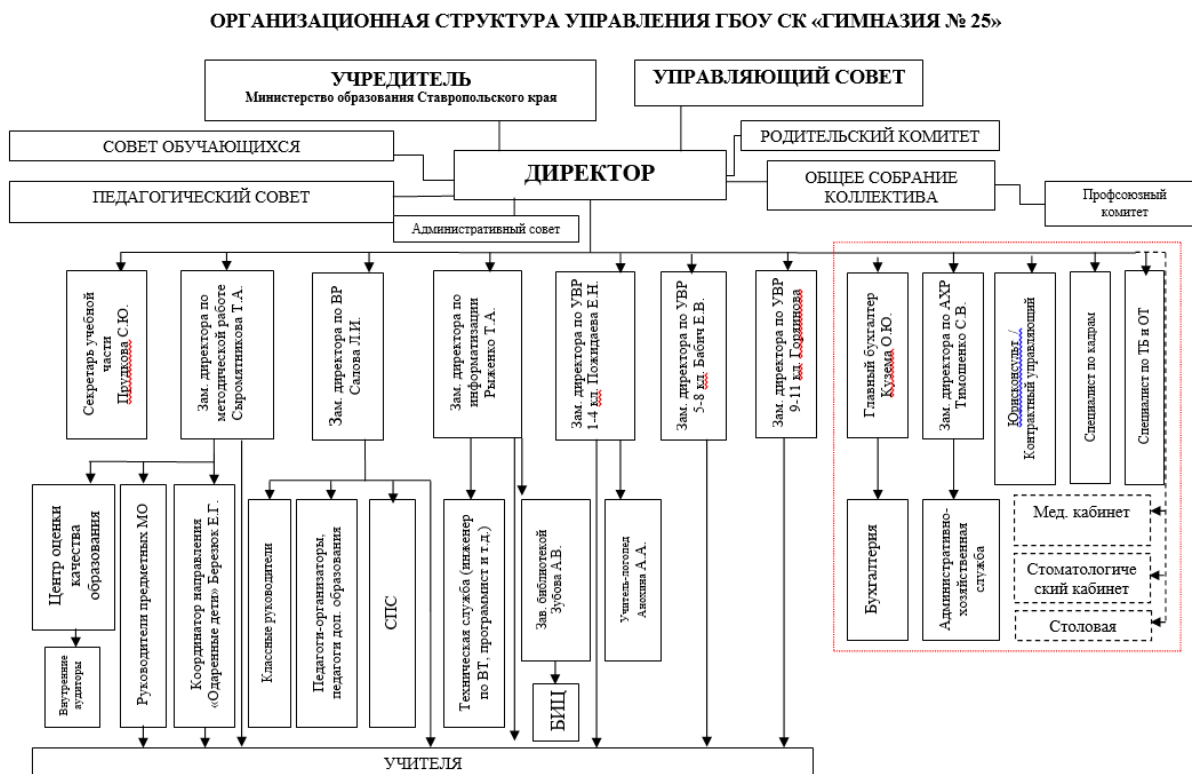 ОРГАНИЗАЦИОННАЯ СТРУКТУРА УПРАВЛЕНИЯ ГБОУ СК «ГИМНАЗИЯ № 25»
УЧРЕДИТЕЛЬ
Министерство образования Ставропольского края
УПРАВЛЯЮЩИЙ СОВЕТ
СОВЕТ ОБУЧАЮЩИХСЯ
РОДИТЕЛЬСКИЙ КОМИТЕТ
ДИРЕКТОР
ПЕДАГОГИЧЕСКИЙ СОВЕТ
ОБЩЕЕ СОБРАНИЕ
КОЛЛЕКТИВА
Профсоюзный
комитет
Административный совет
Секретарь учебной
части
Прудкова С.Ю.
Зам. директора по
методической работе
Сыромятникова Т.А.
Зам. директора по ВР
Салова Л.И.
Зам. директора по
информатизации
Рыженко Т.А.
Зам. директора по УВР
1-4 кл. Пожидаева Е.Н.
Зам. директора по УВР
5-8 кл. Бабич Е.В.
Зам. директора по УВР
9-11 кл. Горяинова
Главный бухгалтер
Кузема О.Ю.
Зам. директора по АХР
Тимошенко С.В.
Юрисконсульт /
Контрактный управляющий
Специалист по кадрам
Специалист по ТБ и ОТ
Центр оценки
качества
образования
Руководители предметных МО
Координатор направления
«Одаренные дети» Березюк Е.Г.
Классные руководители
Педагоги-организаторы,
педагоги доп. образования
СПС
Техническая служба (инженер
по ВТ, программист и т.д.)
Зав. библиотекой
Зубова А.В.
Учитель-логопед
Анохина А.А.
Бухгалтерия
Административно-
хозяйственная
служба
Мед. кабинет
Стоматологиче
ский кабинет
Столовая
Внутренние
аудиторы
БИЦ
УЧИТЕЛЯ